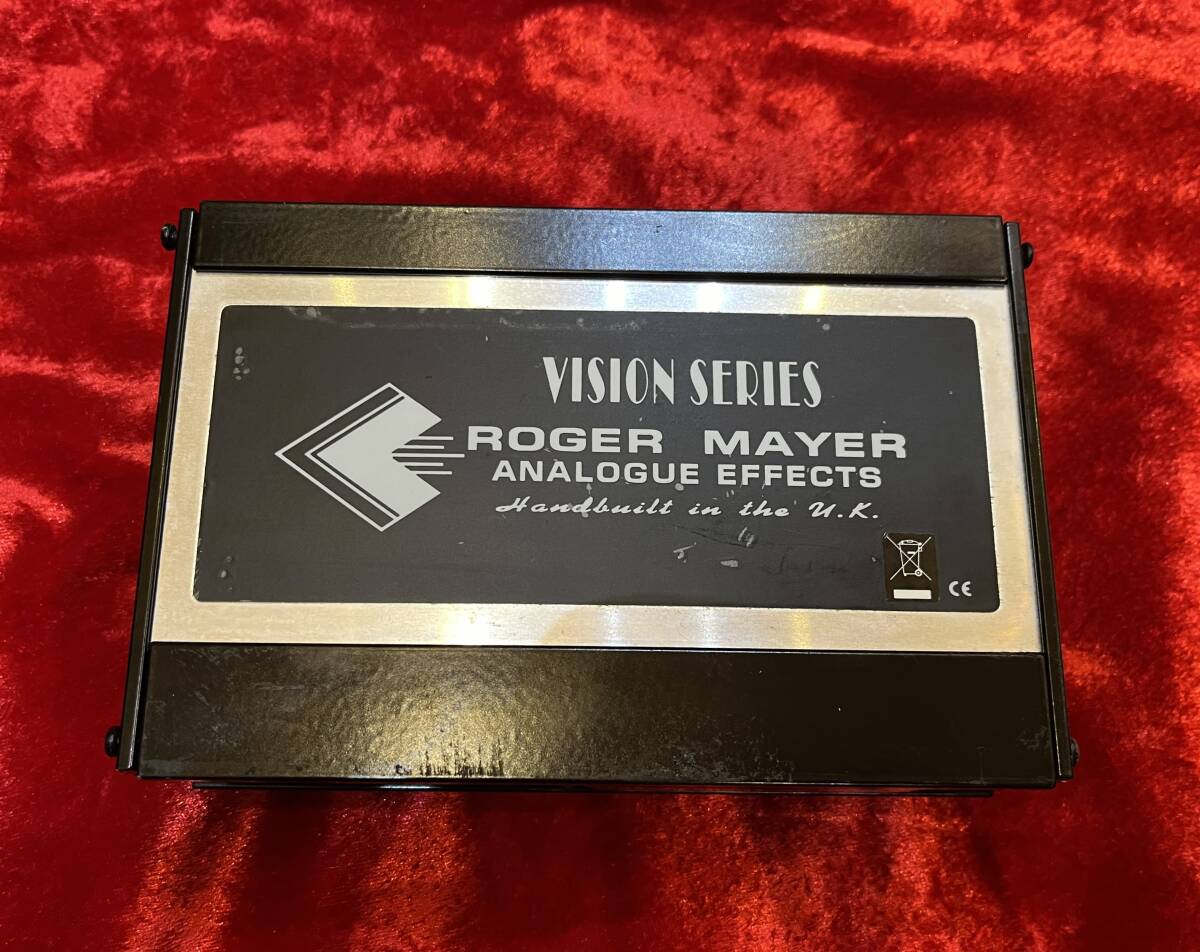 VISION SERIES
ROGER MAYER
ANALOGUE EFFECTS
Handbuilt in the U.K.
CE